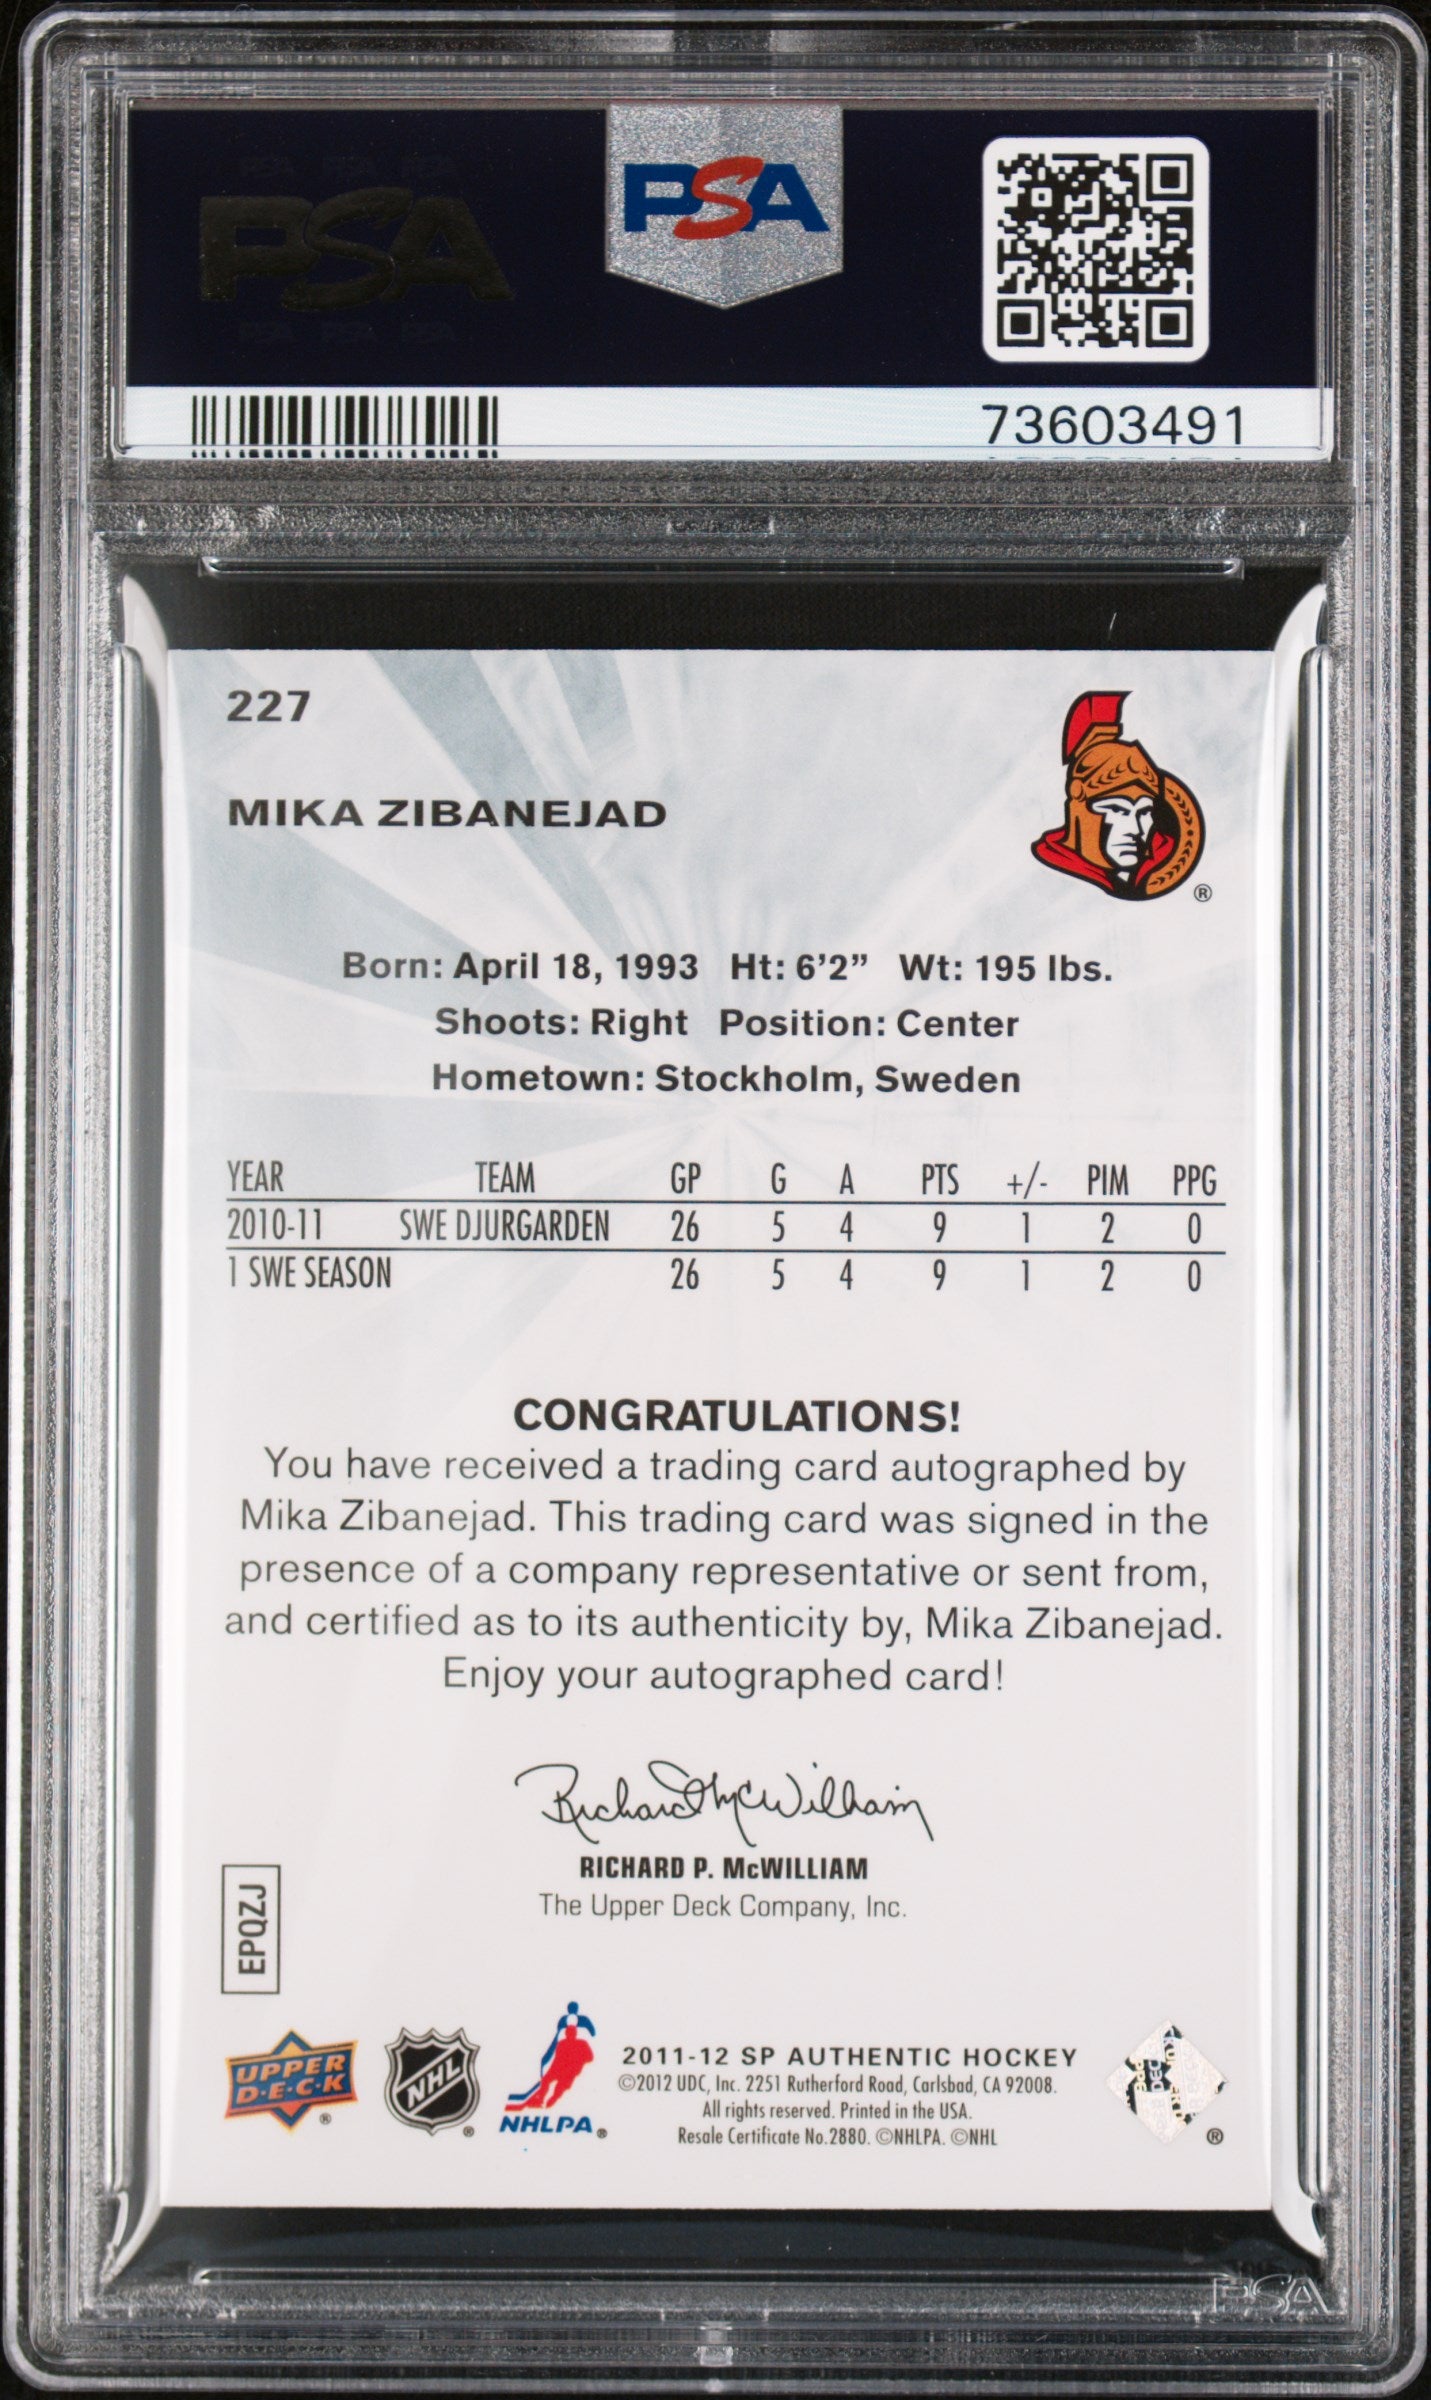 PSA
PSA
73603491
227
MIKA ZIBANEJAD
®
Born: April 18, 1993 Ht: 6’2” Wt: 195 lbs.
Shoots: Right Position: Center
Hometown: Stockholm, Sweden
YEAR TEAM GP G A PTS +/- PIM PPG
2010-11 SWE DJURGARDEN 26 5 4 9 1 2 0
1 SWE SEASON 26 5 4 9 1 2 0
CONGRATULATIONS!
You have received a trading card autographed by
Mika Zibanejad. This trading card was signed in the
presence of a company representative or sent from,
and certified as to its authenticity by, Mika Zibanejad.
Enjoy your autographed card!
Richard McWilliam
RICHARD P. McWILLIAM
The Upper Deck Company, Inc.
EPQZJ
UPPER
D·E·C·K
®
NHL
®
NHLPA®
2011-12 SP AUTHENTIC HOCKEY
©2012 UDC, Inc. 2251 Rutherford Road, Carlsbad, CA 92008.
All rights reserved. Printed in the USA.
Resale Certificate No.2880. ©NHLPA. ©NHL
®
PSA